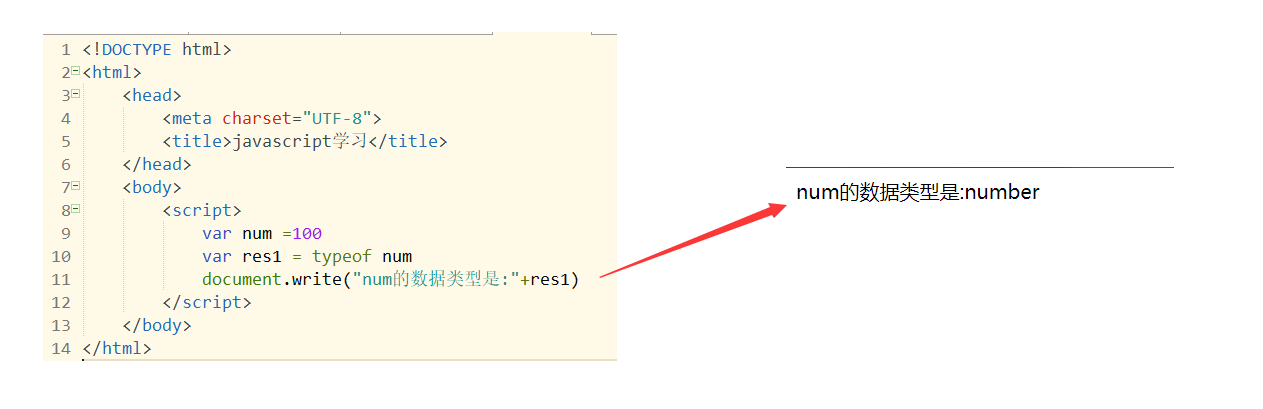 1 <!DOCTYPE html>
2 <html>
3 <head>
4 <meta charset="UTF-8">
5 <title>javascript学习</title>
6 </head>
7 <body>
8 <script>
9 var num =100
10 var res1 = typeof num
11 document.write("num的数据类型是:"+res1)
12 </script>
13 </body>
14 </html>
num的数据类型是:number